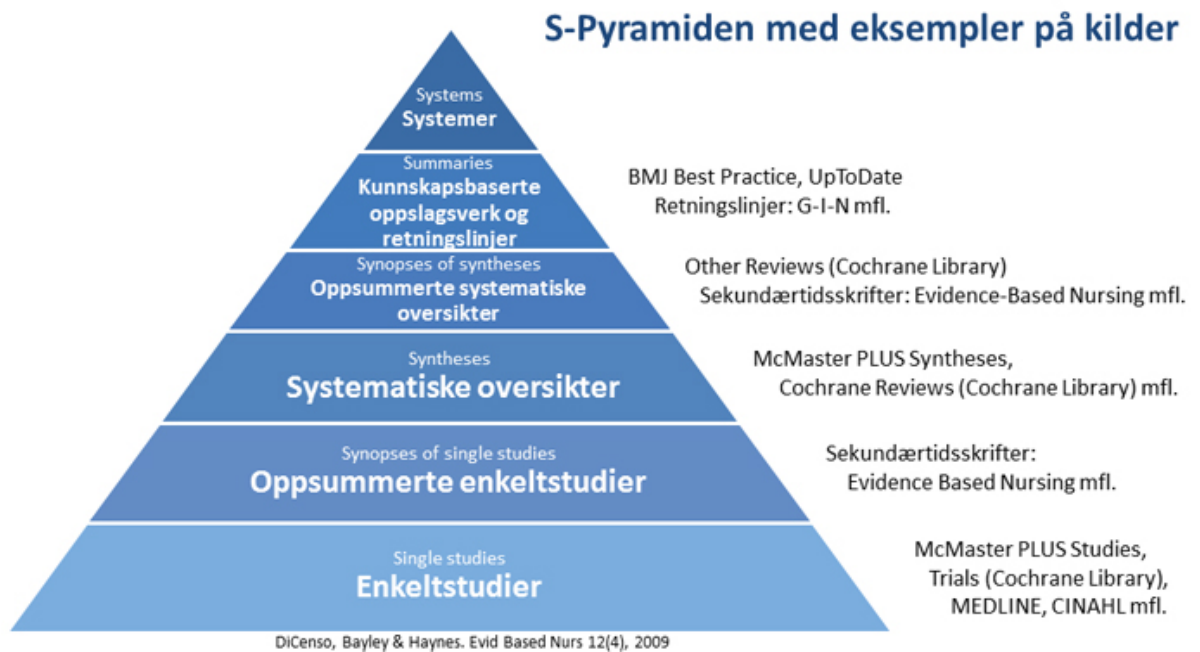 S-Pyramiden med eksempler på kilder
Systems
Systemer
Summaries
Kunnskapsbaserte
oppslagsverk og
retningslinjer
BMJ Best Practice, UpToDate
Retningslinjer: G-I-N mfl.
Synopses of syntheses
Oppsummerte systematiske
oversikter
Other Reviews (Cochrane Library)
Sekundærtidsskrifter: Evidence-Based Nursing mfl.
Syntheses
Systematiske oversikter
McMaster PLUS Syntheses,
Cochrane Reviews (Cochrane Library) mfl.
Synopses of single studies
Oppsummerte enkeltstudier
Sekundærtidsskrifter:
Evidence Based Nursing mfl.
Single studies
Enkeltstudier
McMaster PLUS Studies,
Trials (Cochrane Library),
MEDLINE, CINAHL mfl.
DiCenso, Bayley & Haynes. Evid Based Nurs 12(4), 2009